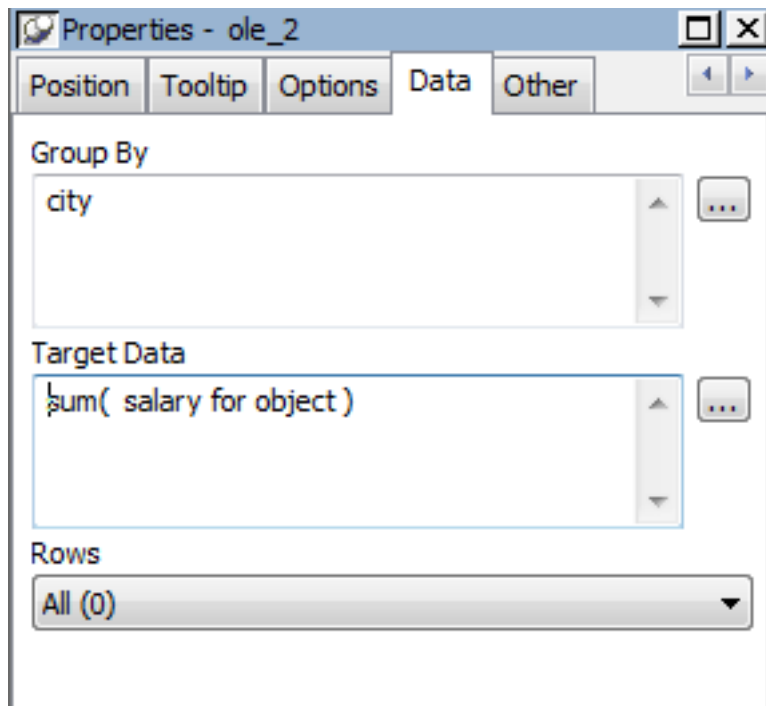 Properties - ole_2
Position Tooltip Options Data Other
Group By
city
...
Target Data
sum( salary for object )
...
Rows
All (0)